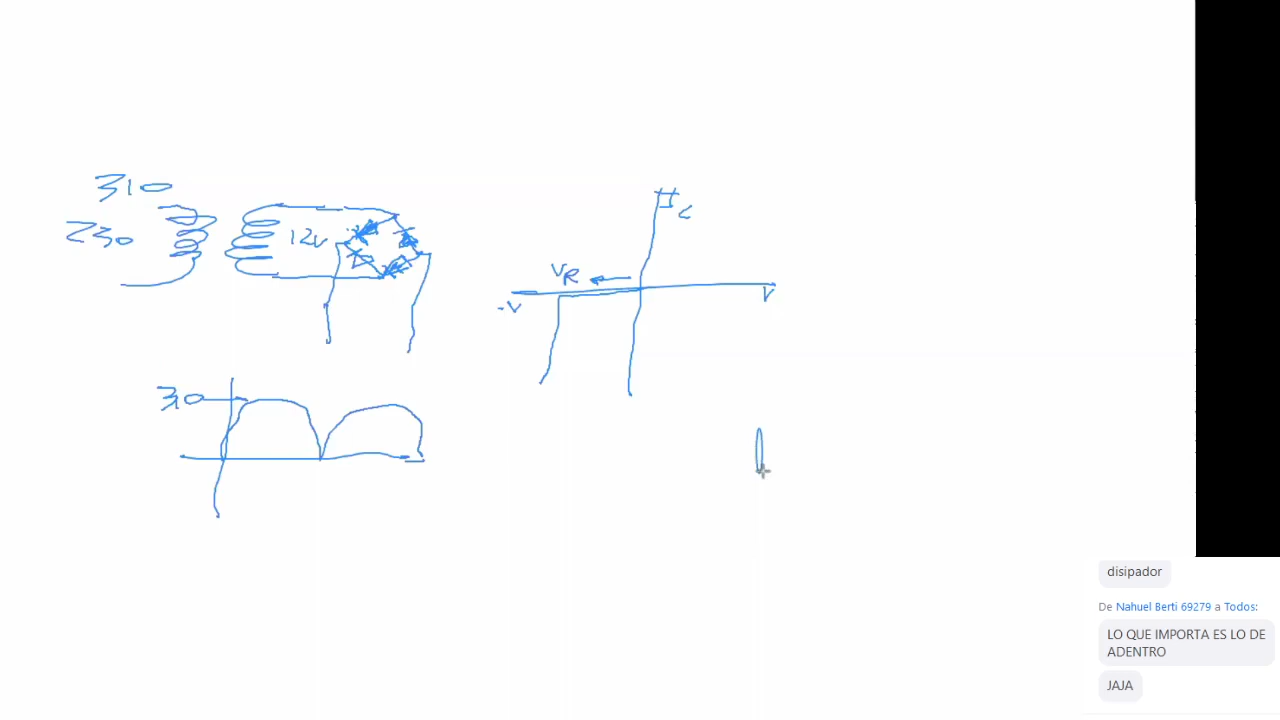 310
230
12V
310
Ic
VR
-V
V
disipador
De Nahuel Berti 69279 a Todos:
LO QUE IMPORTA ES LO DE
ADENTRO
JAJA